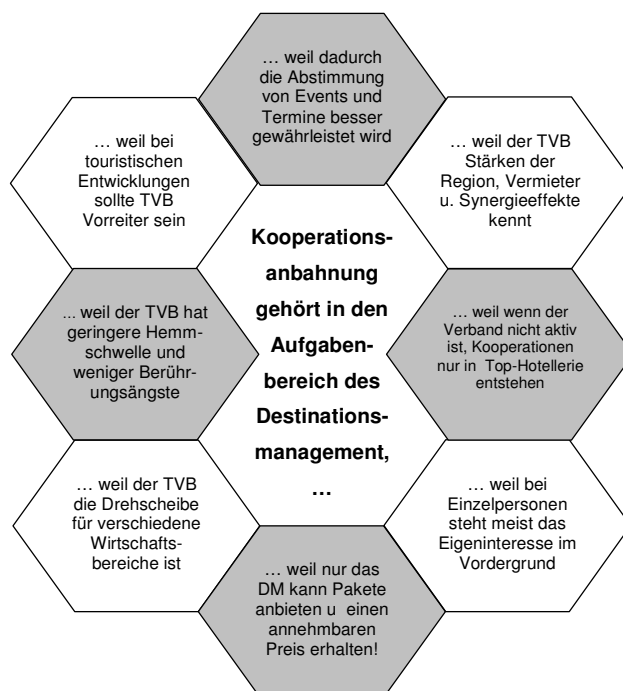 … weil dadurch
die Abstimmung
von Events und
Termine besser
gewährleistet wird
… weil bei
touristischen
Entwicklungen
sollte TVB
Vorreiter sein
… weil der TVB
Stärken der
Region, Vermieter
u. Synergieeffekte
kennt
Kooperations-
anbahnung
gehört in den
Aufgaben-
bereich des
Destinations-
management,
…
... weil der TVB hat
geringere Hemm-
schwelle und
weniger Berühr-
ungsängste
… weil wenn der
Verband nicht aktiv
ist, Kooperationen
nur in Top-Hotellerie
entstehen
… weil der TVB
die Drehscheibe
für verschiedene
Wirtschafts-
bereiche ist
… weil bei
Einzelpersonen
steht meist das
Eigeninteresse im
Vordergrund
… weil nur das
DM kann Pakete
anbieten u einen
annehmbaren
Preis erhalten!